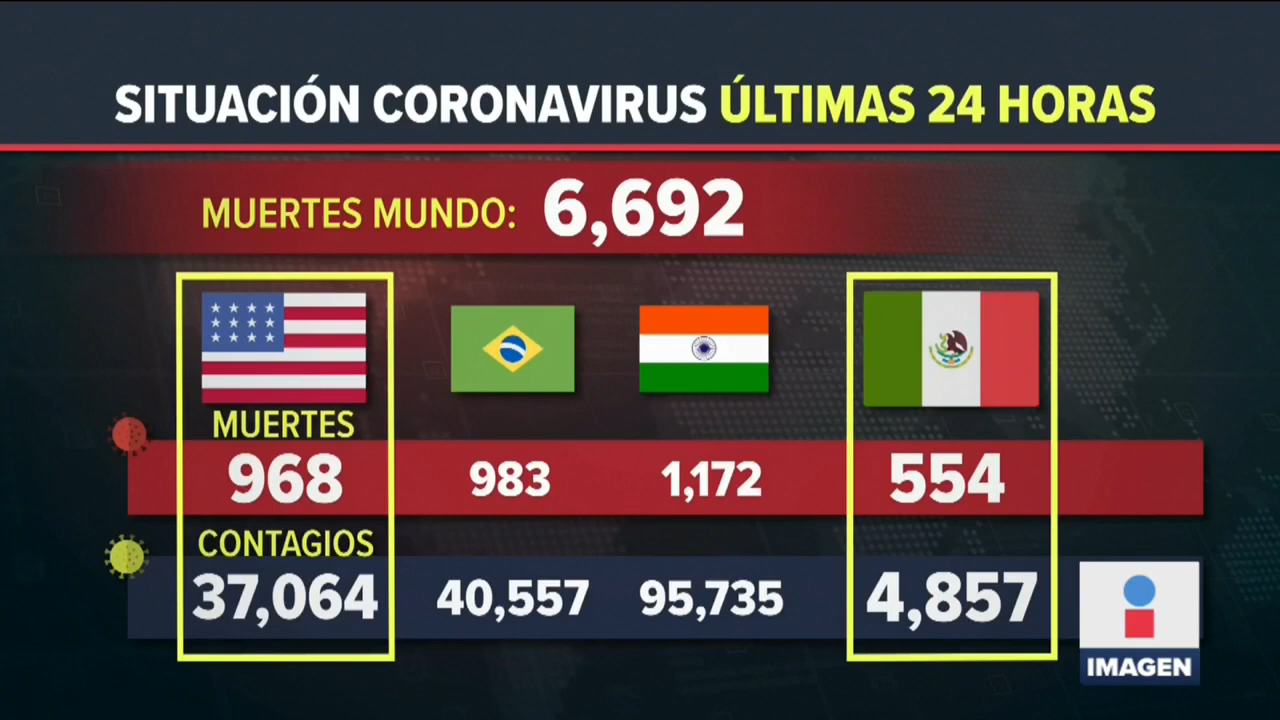 SITUACIÓN CORONAVIRUS ÚLTIMAS 24 HORAS
MUERTES MUNDO: 6,692
MUERTES
968 983 1,172 554
CONTAGIOS
37,064 40,557 95,735 4,857
IMAGEN